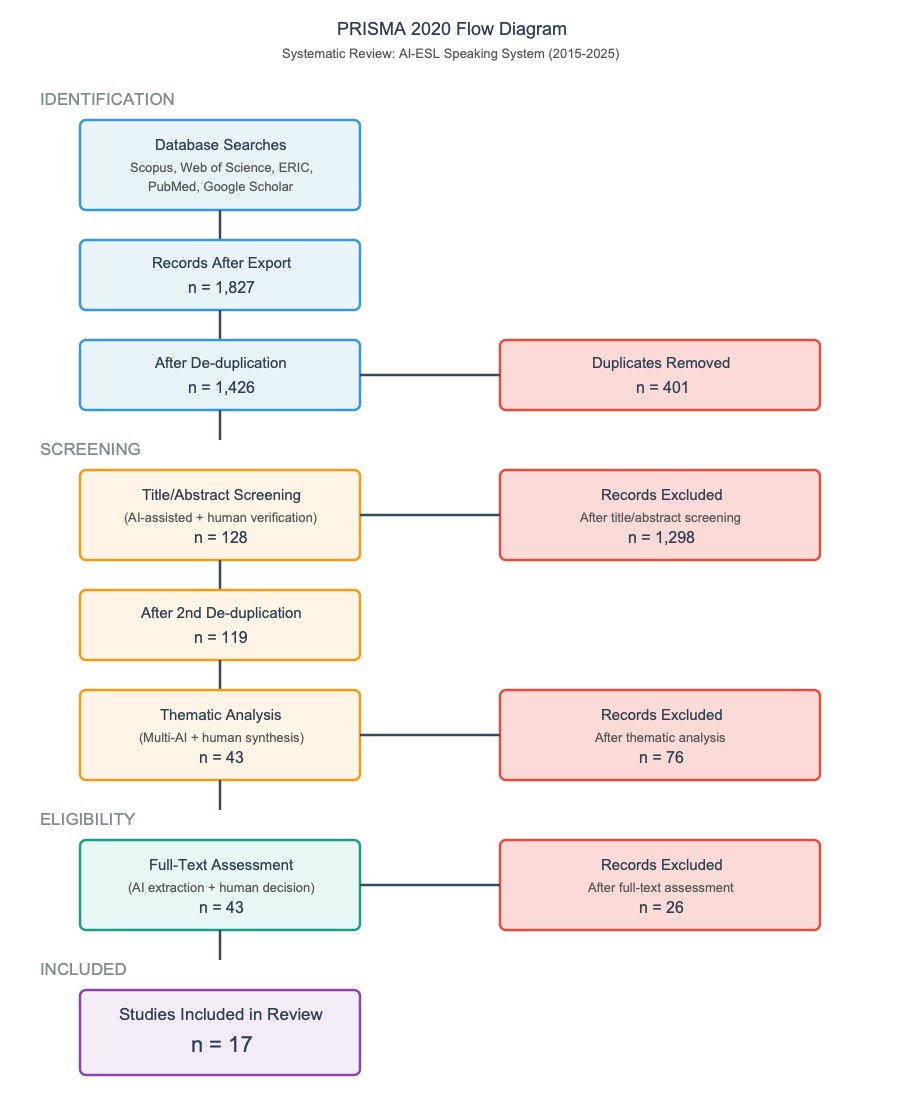 PRISMA 2020 Flow Diagram
Systematic Review: AI-ESL Speaking System (2015-2025)
IDENTIFICATION
Database Searches
Scopus, Web of Science, ERIC,
PubMed, Google Scholar
Records After Export
n = 1,827
After De-duplication
n = 1,426
Duplicates Removed
n = 401
SCREENING
Title/Abstract Screening
(AI-assisted + human verification)
n = 128
Records Excluded
After title/abstract screening
n = 1,298
After 2nd De-duplication
n = 119
Thematic Analysis
(Multi-AI + human synthesis)
n = 43
Records Excluded
After thematic analysis
n = 76
ELIGIBILITY
Full-Text Assessment
(AI extraction + human decision)
n = 43
Records Excluded
After full-text assessment
n = 26
INCLUDED
Studies Included in Review
n = 17